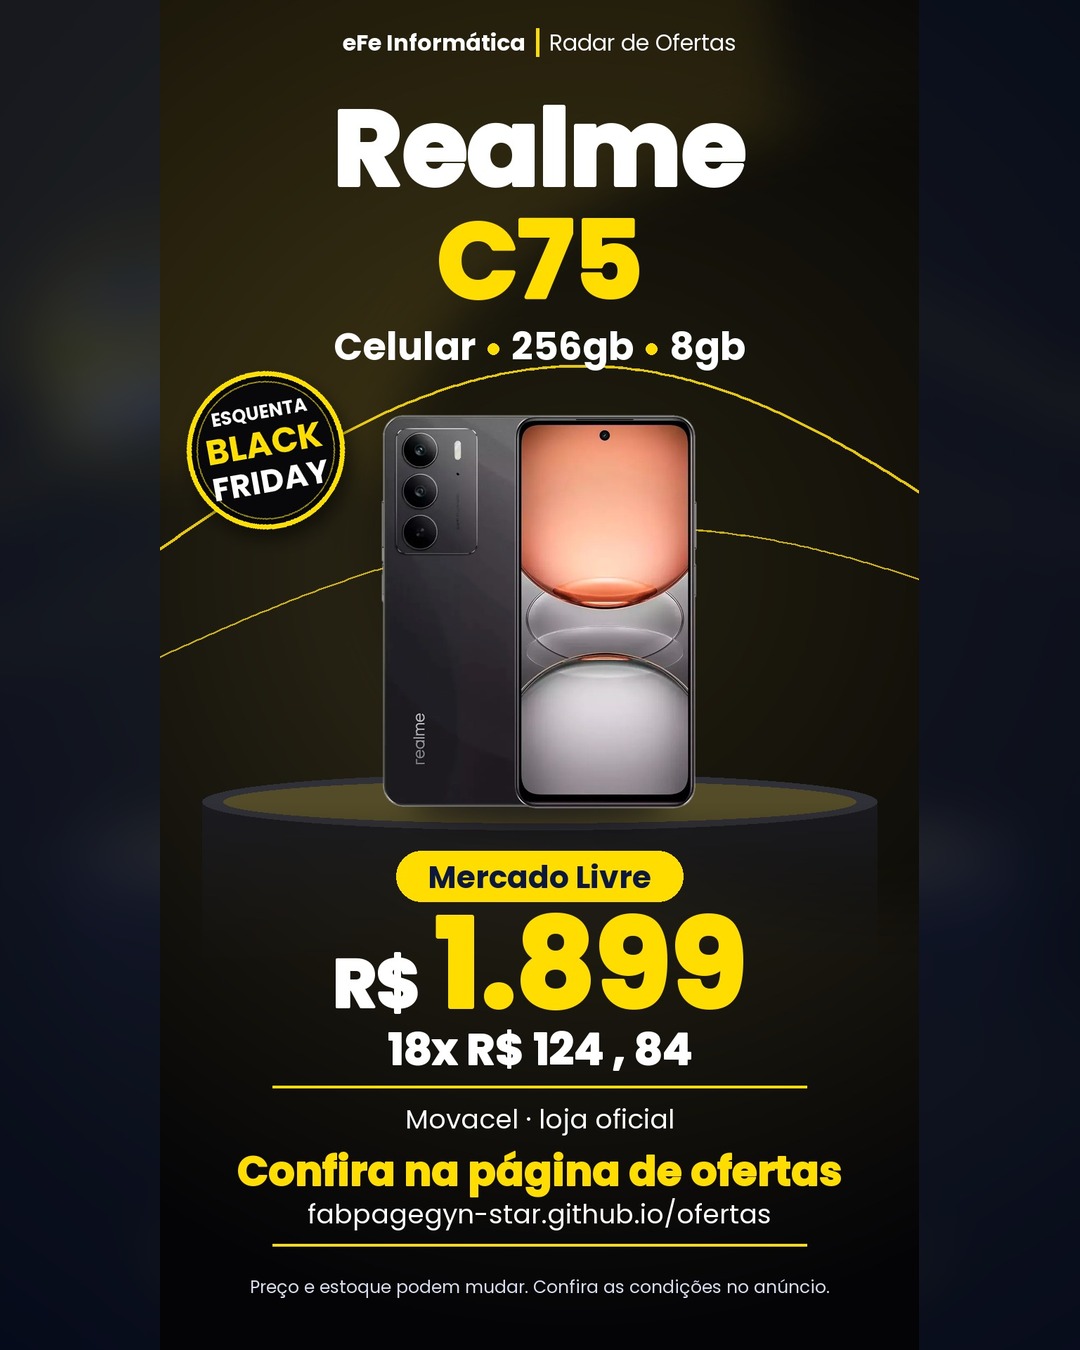 eFe Informática | Radar de Ofertas
Realme
C75
Celular • 256gb • 8gb
ESQUENTA
BLACK
FRIDAY
realme
Mercado Livre
R$ 1.899
18x R$ 124 , 84
Movacel · loja oficial
Confira na página de ofertas
fabpagegyn-star.github.io/ofertas
Preço e estoque podem mudar. Confira as condições no anúncio.